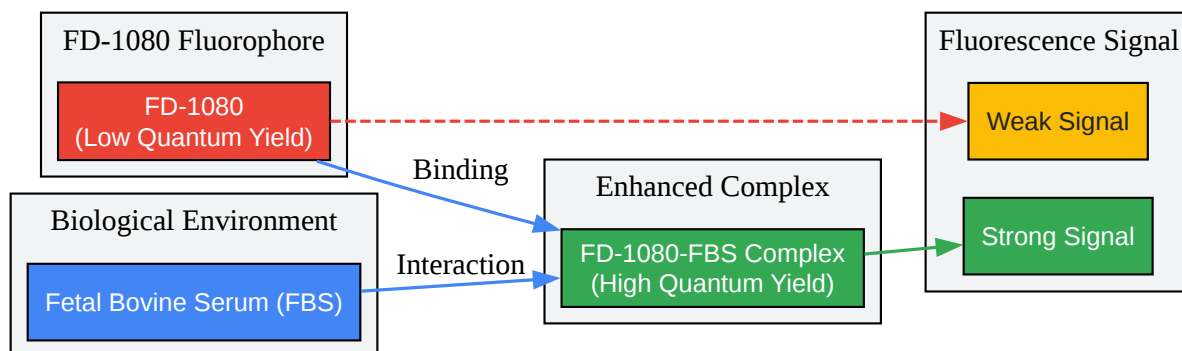 FD-1080 Fluorophore
FD-1080
(Low Quantum Yield)
Biological Environment
Fetal Bovine Serum (FBS)
Binding
Interaction
Enhanced Complex
FD-1080-FBS Complex
(High Quantum Yield)
Fluorescence Signal
Weak Signal
Strong Signal